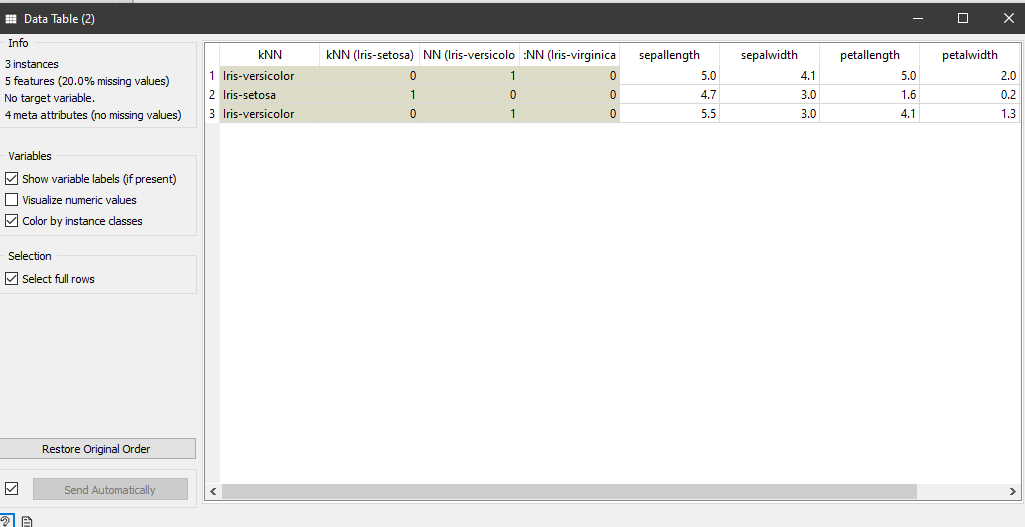 Data Table (2)
Info
3 instances
5 features (20.0% missing values)
No target variable.
4 meta attributes (no missing values)
Variables
Show variable labels (if present)
Visualize numeric values
Color by instance classes
Selection
Select full rows
Restore Original Order
Send Automatically
kNN kNN (Iris-setosa) NN (Iris-versicolo :NN (Iris-virginica sepallength sepalwidth petallength petalwidth
1 Iris-versicolor 0 1 0 5.0 4.1 5.0 2.0
2 Iris-setosa 1 0 0 4.7 3.0 1.6 0.2
3 Iris-versicolor 0 1 0 5.5 3.0 4.1 1.3